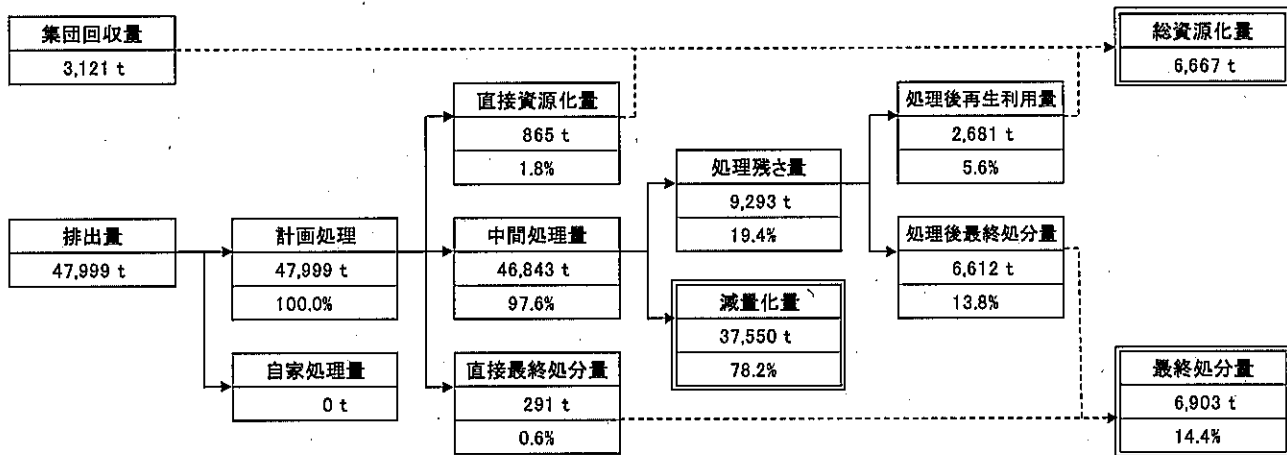 集団回収量
3,121 t
総資源化量
6,667 t
直接資源化量
865 t
1.8%
処理後再生利用量
2,681 t
5.6%
処理残さ量
9,293 t
19.4%
排出量
47,999 t
計画処理
47,999 t
100.0%
中間処理量
46,843 t
97.6%
処理後最終処分量
6,612 t
13.8%
減量化量
37,550 t
78.2%
自家処理量
0 t
直接最終処分量
291 t
0.6%
最終処分量
6,903 t
14.4%